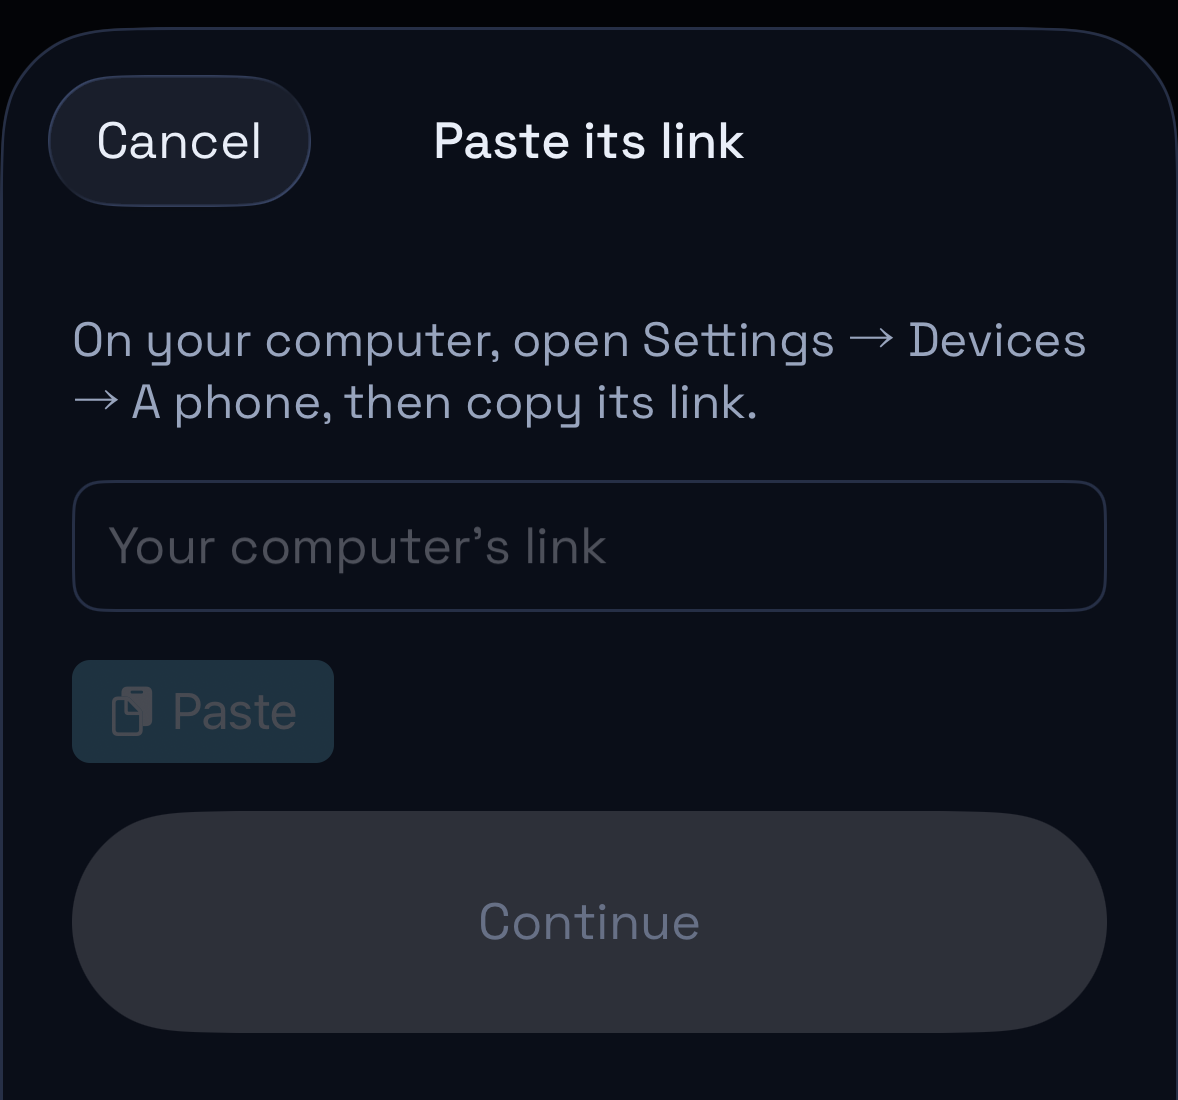 Cancel
Paste its link
On your computer, open Settings → Devices
→ A phone, then copy its link.
Your computer’s link
Paste
Continue